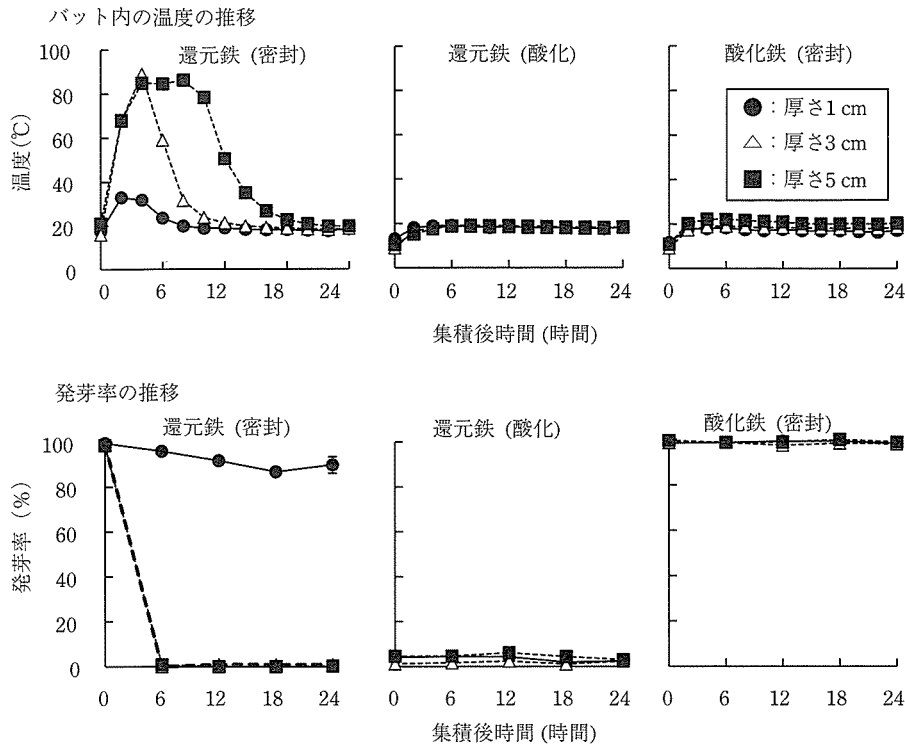 バット内の温度の推移
還元鉄 (密封)
還元鉄 (酸化)
酸化鉄 (密封)
温度(℃)
100
80
60
40
20
0
●：厚さ1 cm
△：厚さ3 cm
■：厚さ5 cm
0 6 12 18 24
0 6 12 18 24
0 6 12 18 24
集積後時間 (時間)
発芽率の推移
還元鉄 (密封)
還元鉄 (酸化)
酸化鉄 (密封)
発芽率 (%)
100
80
60
40
20
0
0 6 12 18 24
0 6 12 18 24
0 6 12 18 24
集積後時間 (時間)